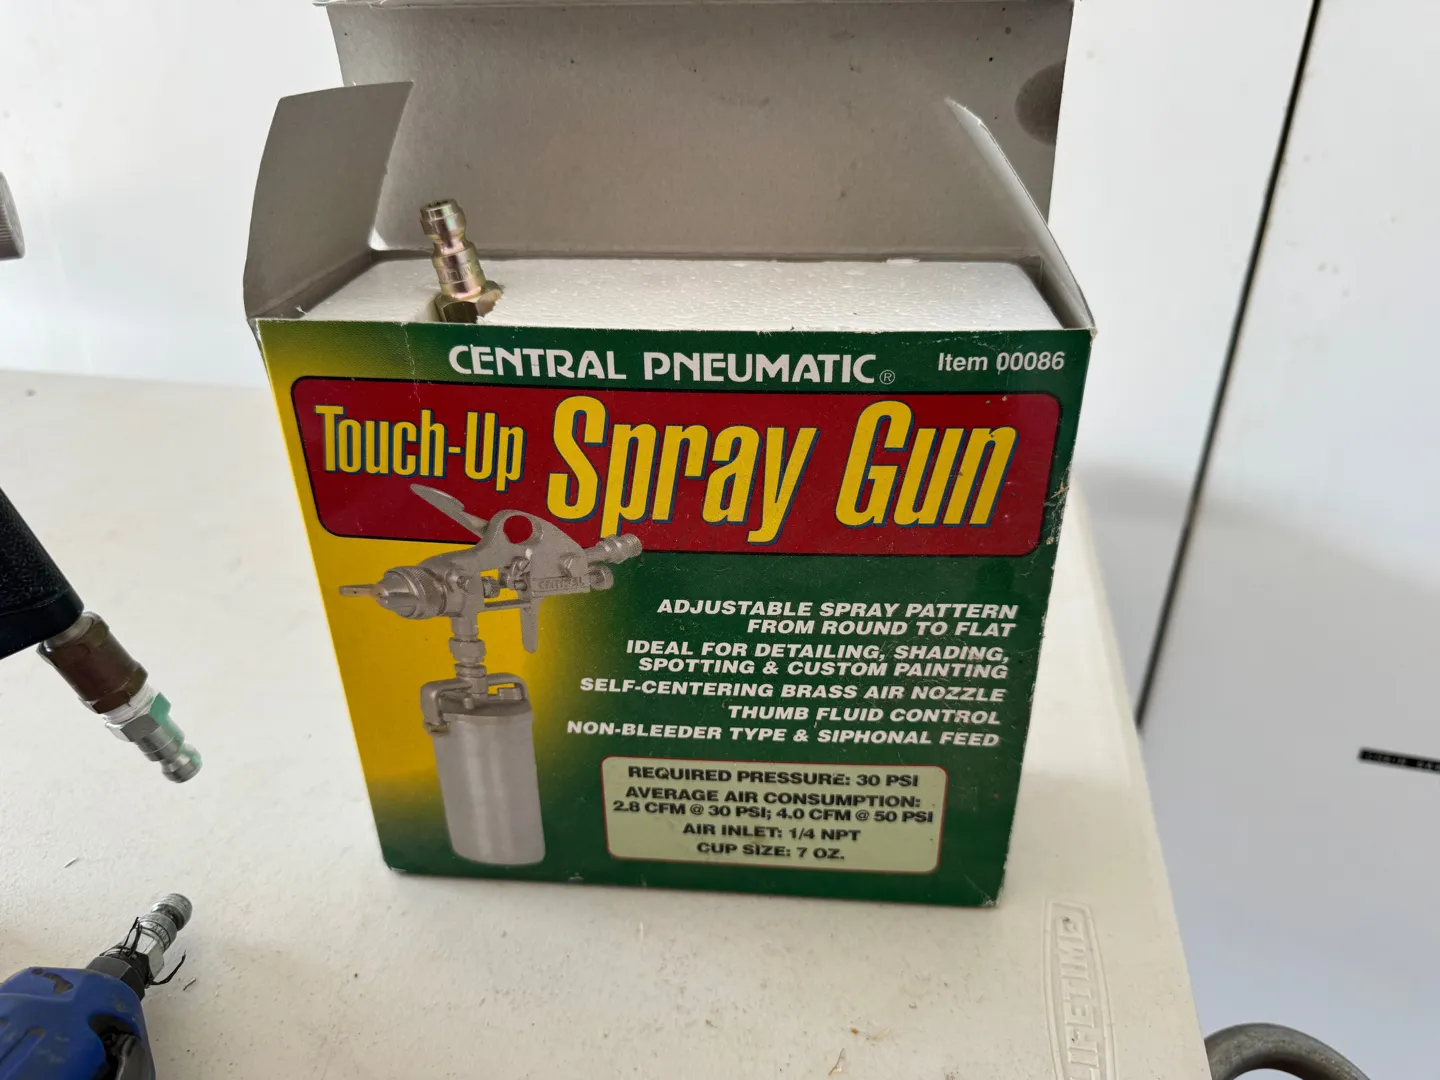 CENTRAL PNEUMATIC®
Item 00086
Touch-Up Spray Gun
CENTRAL
ADJUSTABLE SPRAY PATTERN
FROM ROUND TO FLAT
IDEAL FOR DETAILING, SHADING,
SPOTTING & CUSTOM PAINTING
SELF-CENTERING BRASS AIR NOZZLE
THUMB FLUID CONTROL
NON-BLEEDER TYPE & SIPHONAL FEED
REQUIRED PRESSURE: 30 PSI
AVERAGE AIR CONSUMPTION:
2.8 CFM @ 30 PSI; 4.0 CFM @ 50 PSI
AIR INLET: 1/4 NPT
CUP SIZE: 7 OZ.
LIFETIME